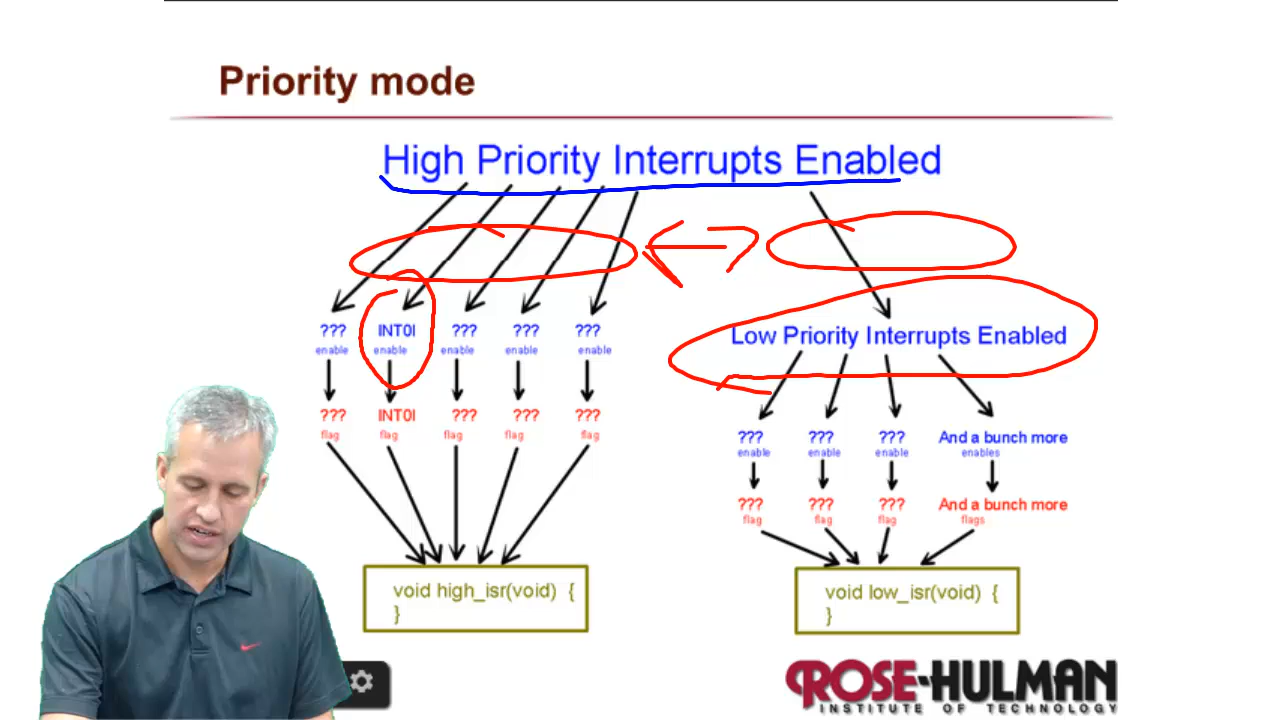 Priority mode
High Priority Interrupts Enabled
??? INT0I ??? ??? ???
enable enable enable enable enable
Low Priority Interrupts Enabled
??? INT0I ??? ??? ???
flag flag flag flag flag
??? ??? ??? And a bunch more
enable enable enable enables
??? ??? ??? And a bunch more
flag flag flag flags
void high_isr(void) {
}
void low_isr(void) {
}
ROSE-HULMAN
INSTITUTE OF TECHNOLOGY